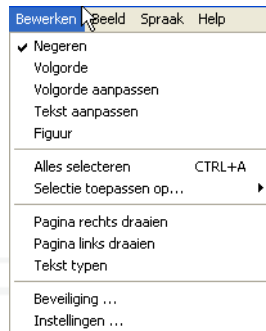 Bewerken Beeld Spraak Help
Negeren
Volgorde
Volgorde aanpassen
Tekst aanpassen
Figuur
Alles selecteren CTRL+A
Selectie toepassen op...
Pagina rechts draaien
Pagina links draaien
Tekst typen
Beveiliging ...
Instellingen ...